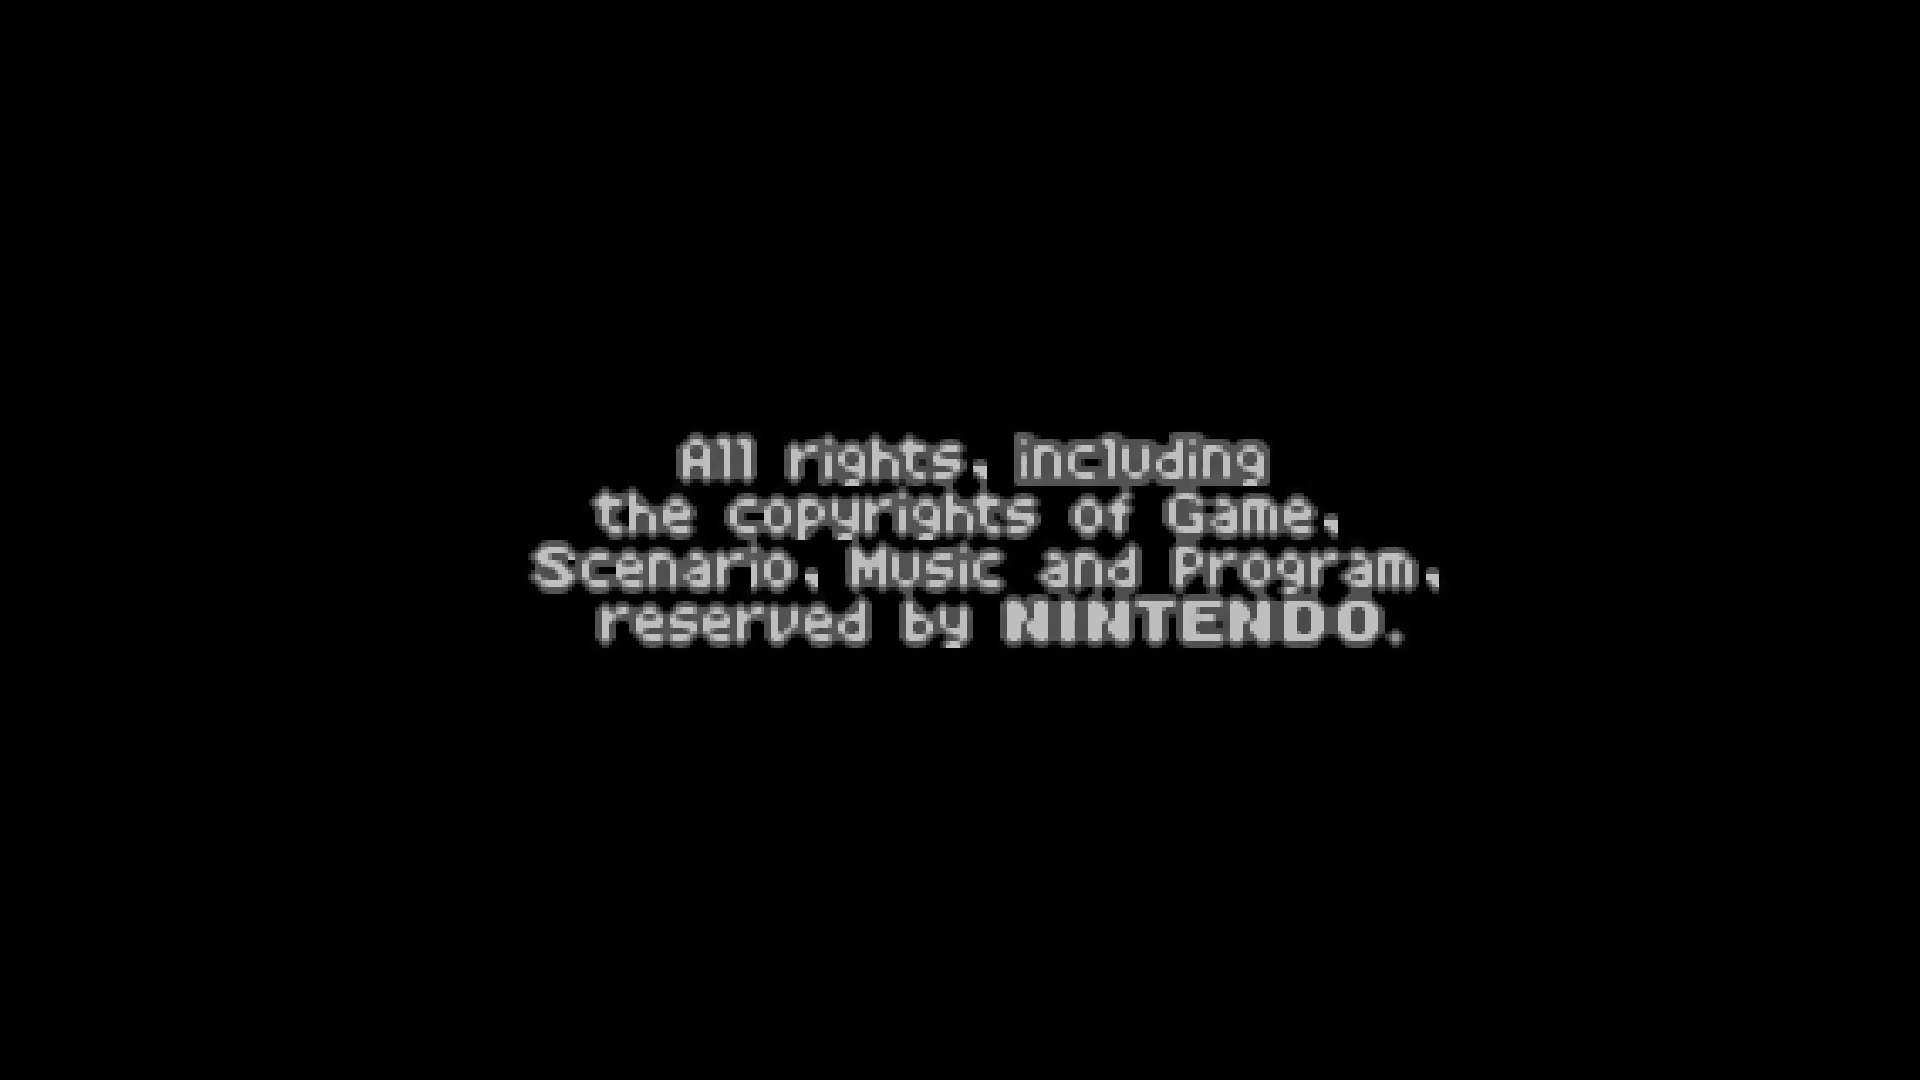 All rights, including
the copyrights of Game,
Scenario, Music and Program,
reserved by NINTENDO.